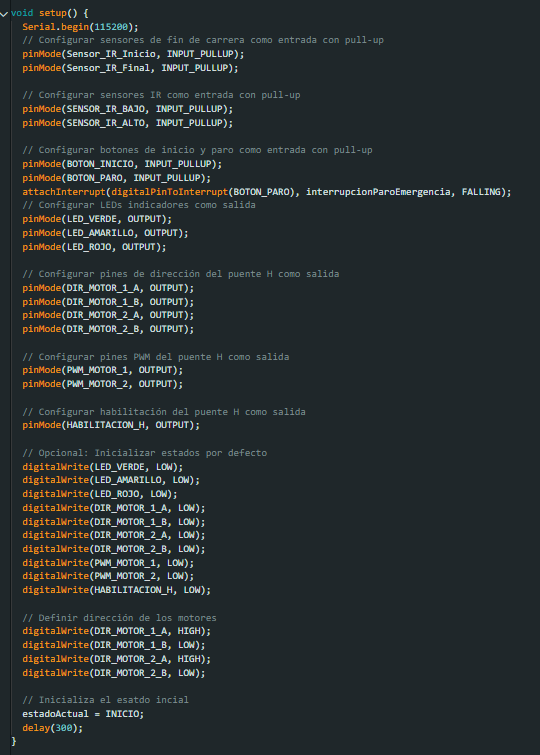 void setup() {
Serial.begin(115200);
// Configurar sensores de fin de carrera como entrada con pull-up
pinMode(Sensor_IR_Inicio, INPUT_PULLUP);
pinMode(Sensor_IR_Final, INPUT_PULLUP);
// Configurar sensores IR como entrada con pull-up
pinMode(SENSOR_IR_BAJO, INPUT_PULLUP);
pinMode(SENSOR_IR_ALTO, INPUT_PULLUP);
// Configurar botones de inicio y paro como entrada con pull-up
pinMode(BOTON_INICIO, INPUT_PULLUP);
pinMode(BOTON_PARO, INPUT_PULLUP);
attachInterrupt(digitalPinToInterrupt(BOTON_PARO), interrupcionParoEmergencia, FALLING);
// Configurar LEDs indicadores como salida
pinMode(LED_VERDE, OUTPUT);
pinMode(LED_AMARILLO, OUTPUT);
pinMode(LED_ROJO, OUTPUT);
// Configurar pines de dirección del puente H como salida
pinMode(DIR_MOTOR_1_A, OUTPUT);
pinMode(DIR_MOTOR_1_B, OUTPUT);
pinMode(DIR_MOTOR_2_A, OUTPUT);
pinMode(DIR_MOTOR_2_B, OUTPUT);
// Configurar pines PWM del puente H como salida
pinMode(PWM_MOTOR_1, OUTPUT);
pinMode(PWM_MOTOR_2, OUTPUT);
// Configurar habilitación del puente H como salida
pinMode(HABILITACION_H, OUTPUT);
// Opcional: Inicializar estados por defecto
digitalWrite(LED_VERDE, LOW);
digitalWrite(LED_AMARILLO, LOW);
digitalWrite(LED_ROJO, LOW);
digitalWrite(DIR_MOTOR_1_A, LOW);
digitalWrite(DIR_MOTOR_1_B, LOW);
digitalWrite(DIR_MOTOR_2_A, LOW);
digitalWrite(DIR_MOTOR_2_B, LOW);
digitalWrite(PWM_MOTOR_1, LOW);
digitalWrite(PWM_MOTOR_2, LOW);
digitalWrite(HABILITACION_H, LOW);
// Definir dirección de los motores
digitalWrite(DIR_MOTOR_1_A, HIGH);
digitalWrite(DIR_MOTOR_1_B, LOW);
digitalWrite(DIR_MOTOR_2_A, HIGH);
digitalWrite(DIR_MOTOR_2_B, LOW);
// Inicializa el esatdo incial
estadoActual = INICIO;
delay(300);
}